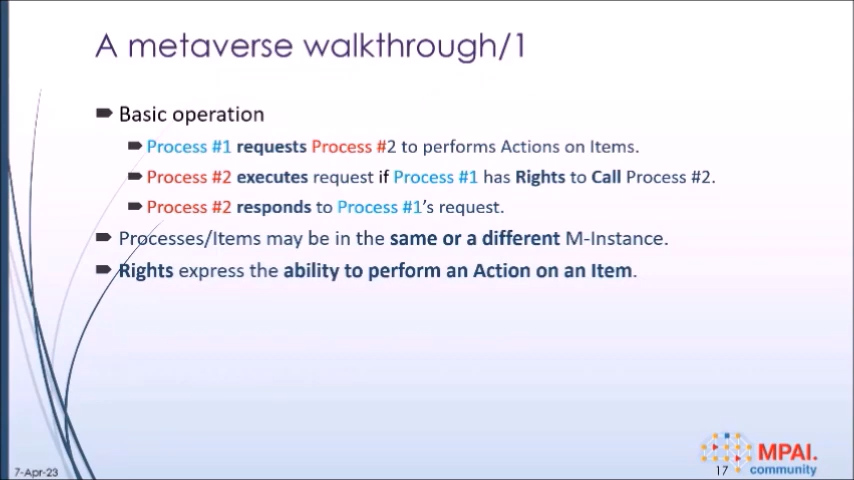 A metaverse walkthrough/1
Basic operation
Process #1 requests Process #2 to performs Actions on Items.
Process #2 executes request if Process #1 has Rights to Call Process #2.
Process #2 responds to Process #1's request.
Processes/Items may be in the same or a different M-Instance.
Rights express the ability to perform an Action on an Item.
7-Apr-23
17
MPAI.
community